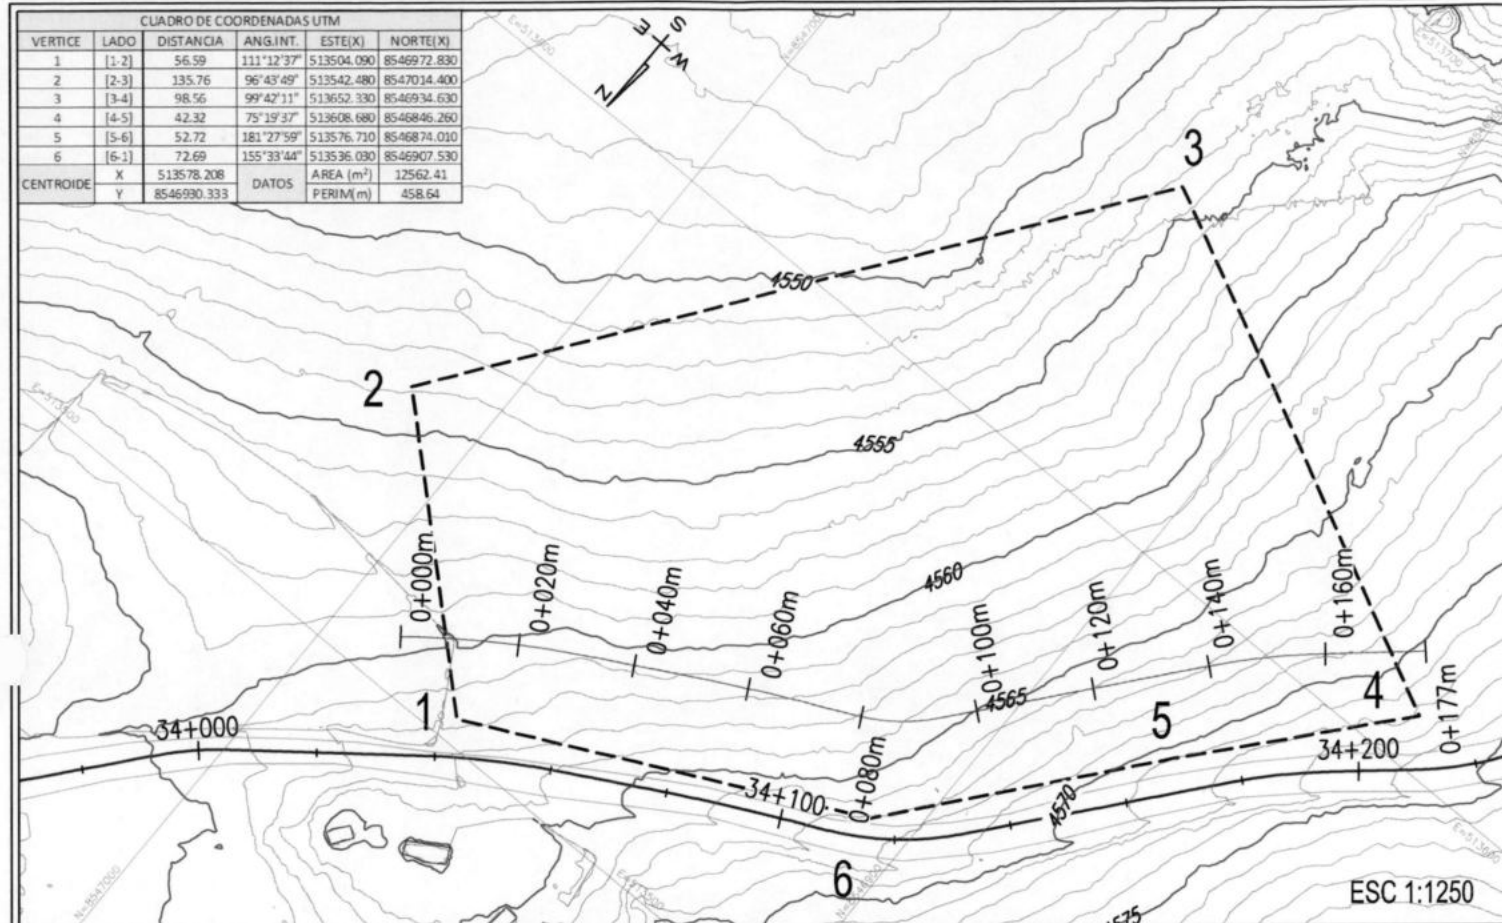 CUADRO DE COORDENADAS UTM
VERTICE LADO DISTANCIA ANG.INT. ESTE(X) NORTE(X)
1 [1-2] 56.59 111°12'37" 513504.090 8546972.830
2 [2-3] 135.76 96°43'49" 513542.480 8547014.400
3 [3-4] 98.56 99°42'11" 513652.330 8546934.630
4 [4-5] 42.32 75°19'37" 513608.680 8546846.260
5 [5-6] 52.72 181°27'59" 513576.710 8546874.010
6 [6-1] 72.69 155°33'44" 513536.030 8546907.530
CENTROIDE X 513578.208 DATOS AREA (m²) 12562.41
Y 8546930.333 PERIM(m) 458.64
E=513600
S
E
W
N
N=8547000
E=513700
3
4550
2
E=513500
4555
4560
0+000m
0+020m
0+040m
0+060m
0+080m
0+100m
0+120m
0+140m
0+160m
0+177m
4565
1
5
4
34+000
34+100
34+200
4570
6
N=8547000
N=8546900
E=513600
ESC 1:1250
4575